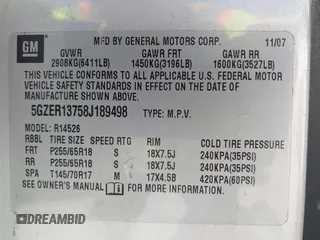 GM
MFD BY GENERAL MOTORS CORP. 11/07
GVWR GAWR FRT GAWR RR
2908KG(6411LB) 1450KG(3196LB) 1600KG(3527LB)
THIS VEHICLE CONFORMS TO ALL APPLICABLE U.S. FEDERAL MOTOR
VEHICLE SAFETY STANDARDS IN EFFECT ON THE DATE OF
MANUFACTURE SHOWN ABOVE.
5GZER13758J189498 TYPE: M.P.V.
MODEL: R14526
RBBL TIRE SIZE SPEED RTG RIM COLD TIRE PRESSURE
FRT P255/65R18 S 18X7.5J 240KPA(35PSI)
RR P255/65R18 S 18X7.5J 240KPA(35PSI)
SPA T145/70R17 M 17X4.5B 420KPA(60PSI)
SEE OWNER'S MANUAL FOR ADDITIONAL INFORMATION.
DREAMBID